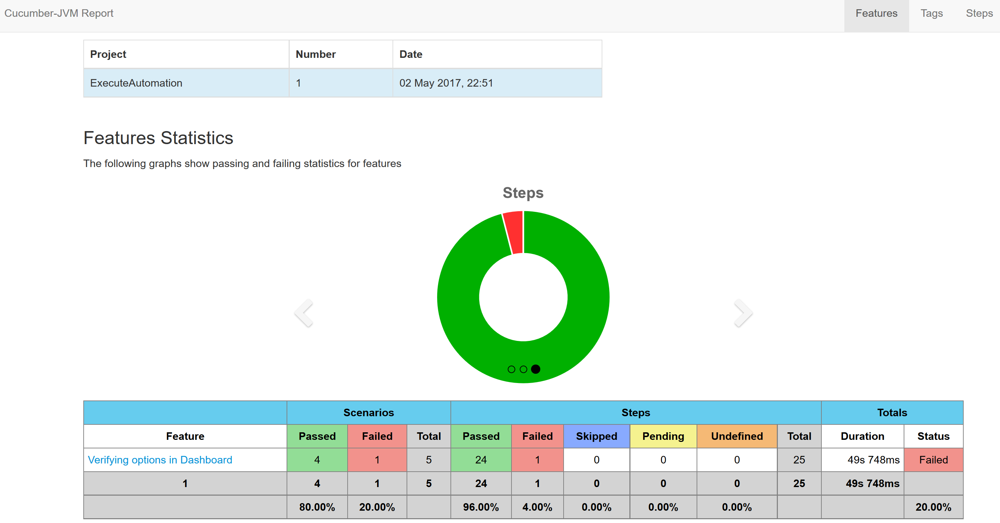 Cucumber-JVM Report Features Tags Steps
Project Number Date
ExecuteAutomation 1 02 May 2017, 22:51
Features Statistics
The following graphs show passing and failing statistics for features
Steps
Scenarios Steps Totals
Feature Passed Failed Total Passed Failed Skipped Pending Undefined Total Duration Status
Verifying options in Dashboard 4 1 5 24 1 0 0 0 25 49s 748ms Failed
1 4 1 5 24 1 0 0 0 25 49s 748ms
80.00% 20.00% 96.00% 4.00% 0.00% 0.00% 0.00% 20.00%